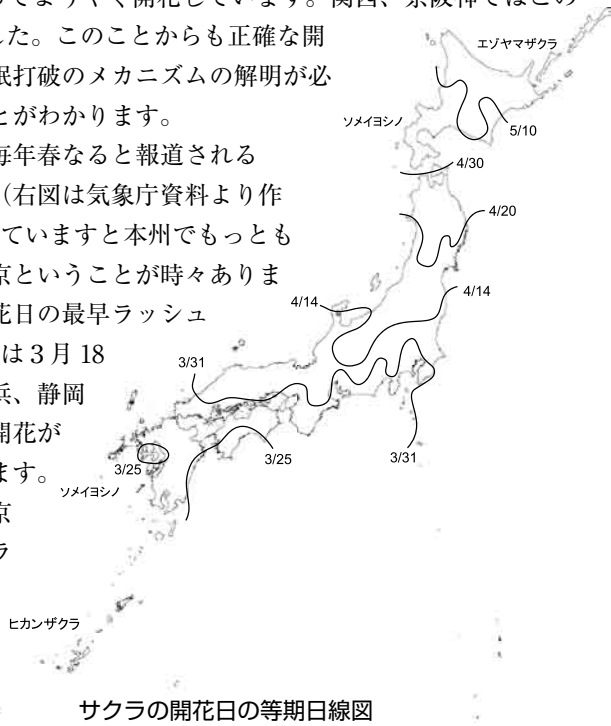 ってようやく開花しています。関西、京阪神ではどの
した。このことからも正確な開
眠打破のメカニズムの解明が必
とがわかります。
毎年春なると報道される
(右図は気象庁資料より作
ていますと本州でもっとも
京ということが時々ありま
花日の最早ラッシュ
は3月18
浜、静岡
開花が
ます。
京
ラ
エゾヤマザクラ
ソメイヨシノ
5/10
4/30
4/20
4/14
4/14
3/31
3/25
3/25
3/31
ソメイヨシノ
ヒカンザクラ
サクラの開花日の等期日線図